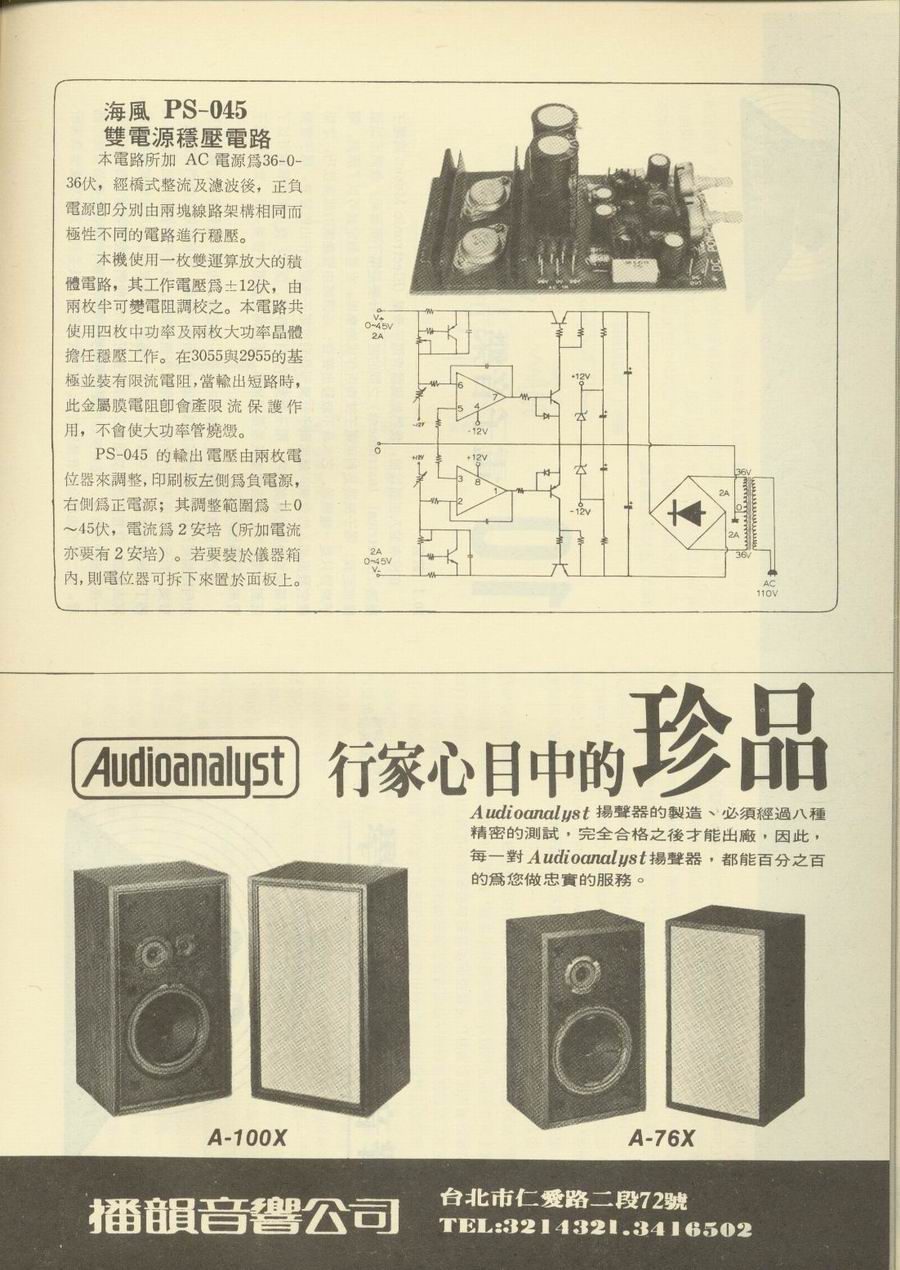 海風 PS-045
雙電源穩壓電路
本電路所加 AC 電源爲36-0-
36伏，經橋式整流及濾波後，正負
電源卽分別由兩塊線路架構相同而
極性不同的電路進行穩壓。
本機使用一枚雙運算放大的積
體電路，其工作電壓爲±12伏，由
兩枚半可變電阻調校之。本電路共
使用四枚中功率及兩枚大功率晶體
擔任穩壓工作。在3055與2955的基
極並裝有限流電阻，當輸出短路時，
此金屬膜電阻卽會產限流保護作
用，不會使大功率管燒燬。
PS-045 的輸出電壓由兩枚電
位器來調整，印刷板左側爲負電源，
右側爲正電源；其調整範圍爲 ±0
～45伏，電流爲２安培（所加電流
亦要有２安培）。若要裝於儀器箱
內，則電位器可拆下來置於面板上。
V+
0~45V
2A
6
5
4
7
-12V
+12V
-12V
0
+12V
+12V
3
2
8
1
-12V
2A
0~45V
V-
36V
2A
0
2A
36V
AC
110V
Audioanalyst
行家心目中的珍品
Audioanalyst 揚聲器的製造、必須經過八種
精密的測試，完全合格之後才能出廠，因此，
每一對 Audioanalyst 揚聲器，都能百分之百
的爲您做忠實的服務。
A-100X
A-76X
播韻音響公司
台北市仁愛路二段72號
TEL:3214321.3416502